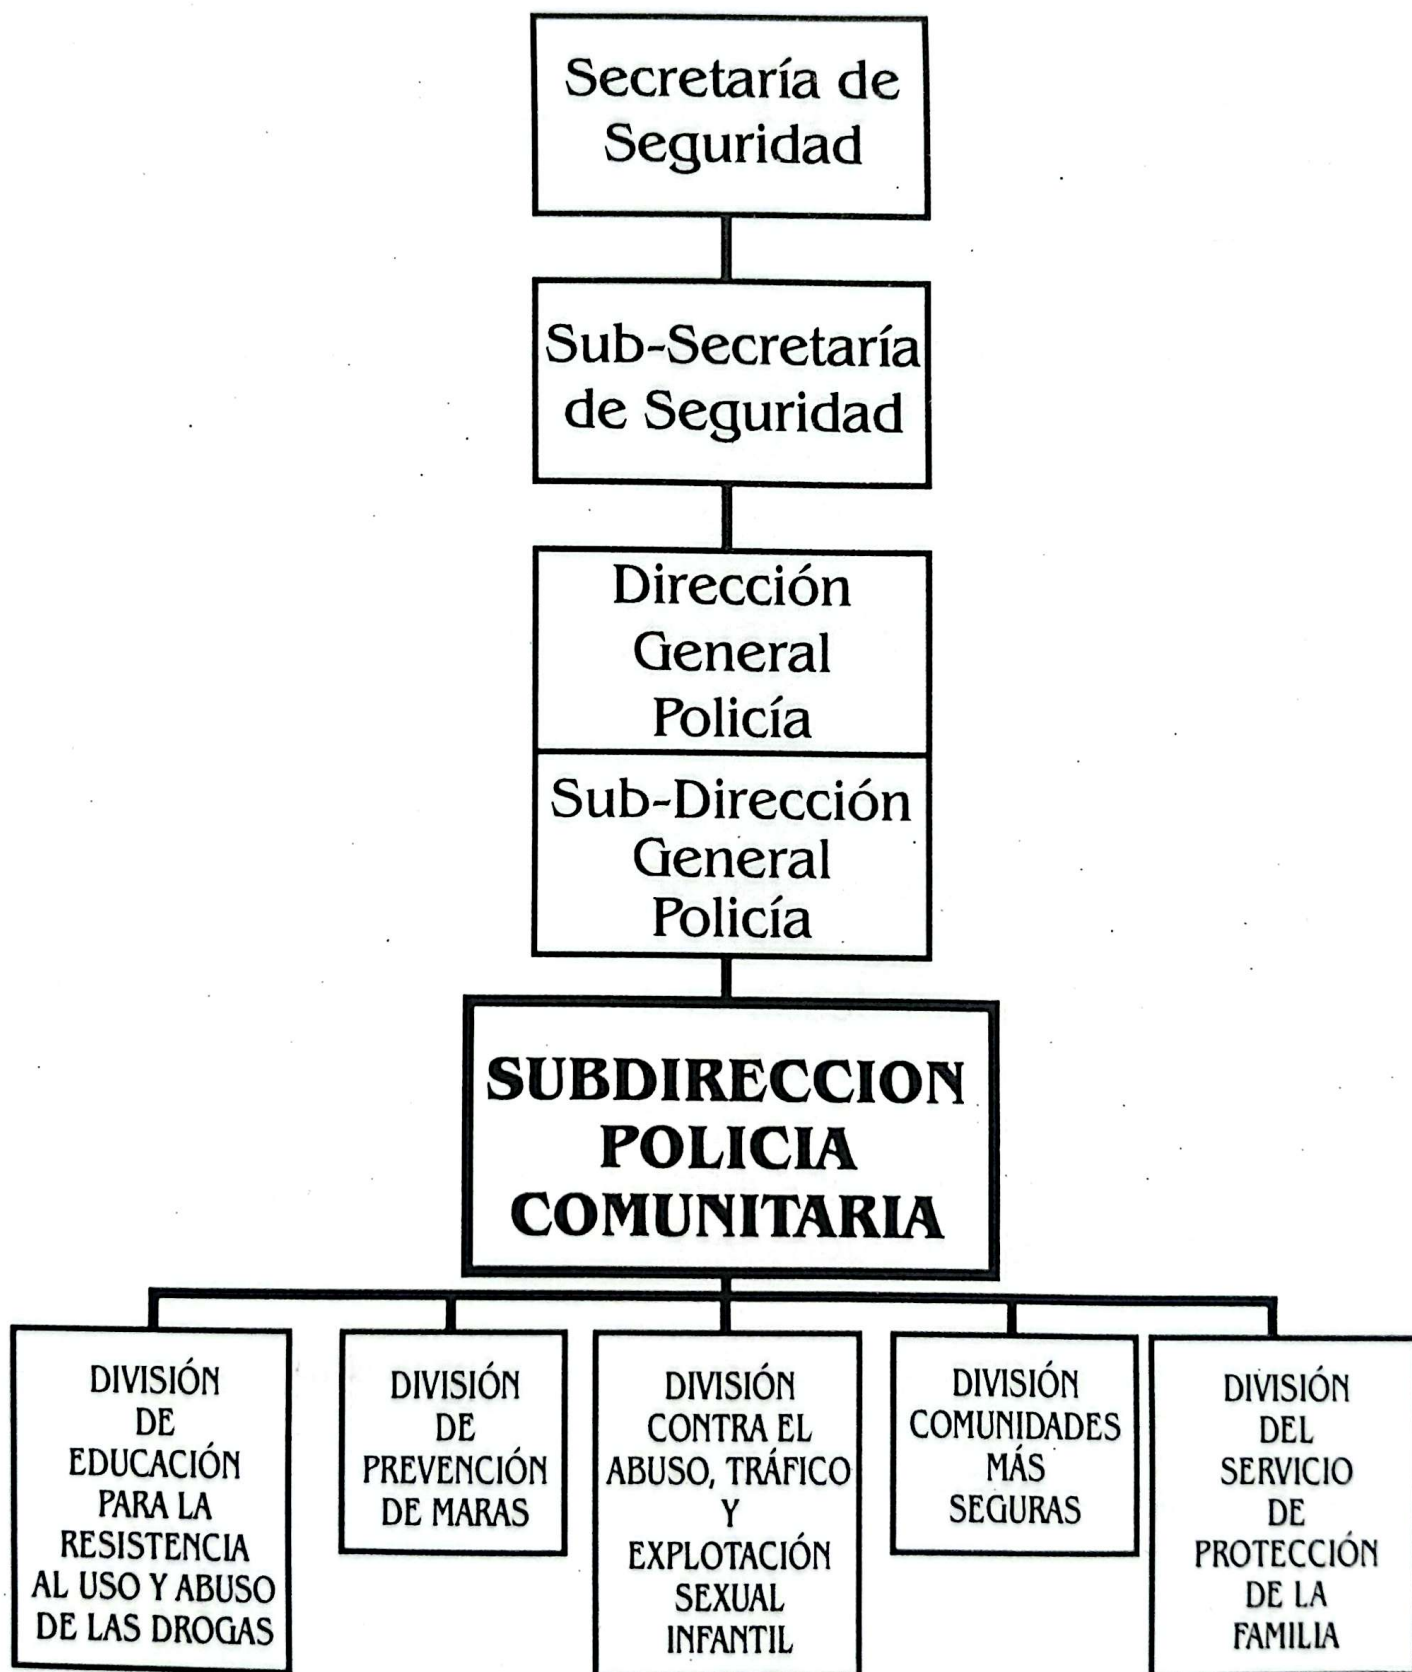 Secretaría de
Seguridad
Sub-Secretaría
de Seguridad
Dirección
General
Policía
Sub-Dirección
General
Policía
SUBDIRECCION
POLICIA
COMUNITARIA
DIVISIÓN
DE
EDUCACIÓN
PARA LA
RESISTENCIA
AL USO Y ABUSO
DE LAS DROGAS
DIVISIÓN
DE
PREVENCIÓN
DE MARAS
DIVISIÓN
CONTRA EL
ABUSO, TRÁFICO
Y
EXPLOTACIÓN
SEXUAL
INFANTIL
DIVISIÓN
COMUNIDADES
MÁS
SEGURAS
DIVISIÓN
DEL
SERVICIO
DE
PROTECCIÓN
DE LA
FAMILIA